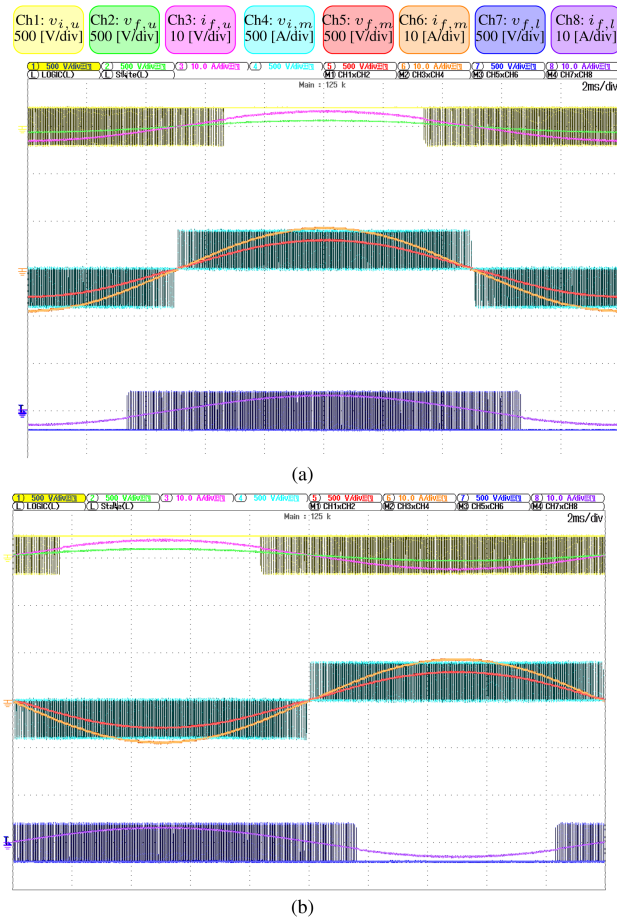 Ch1: v_{i,u} Ch2: v_{f,u} Ch3: i_{f,u} Ch4: v_{i,m} Ch5: v_{f,m} Ch6: i_{f,m} Ch7: v_{f,l} Ch8: i_{f,l}
500 [V/div] 500 [V/div] 10 [V/div] 500 [A/div] 500 [V/div] 10 [A/div] 500 [V/div] 10 [A/div]
1 500 V/div 2 500 V/div 3 10.0 A/div 4 500 V/div 5 500 V/div 6 10.0 A/div 7 500 V/div 8 10.0 A/div
L LOGIC(L) L State(L) M1 CH1xCH2 M2 CH3xCH4 M3 CH5xCH6 M4 CH7xCH8
Main : 125 k 2ms/div
(a)
1 500 V/div 2 500 V/div 3 10.0 A/div 4 500 V/div 5 500 V/div 6 10.0 A/div 7 500 V/div 8 10.0 A/div
L LOGIC(L) L State(L) M1 CH1xCH2 M2 CH3xCH4 M3 CH5xCH6 M4 CH7xCH8
Main : 125 k 2ms/div
(b)